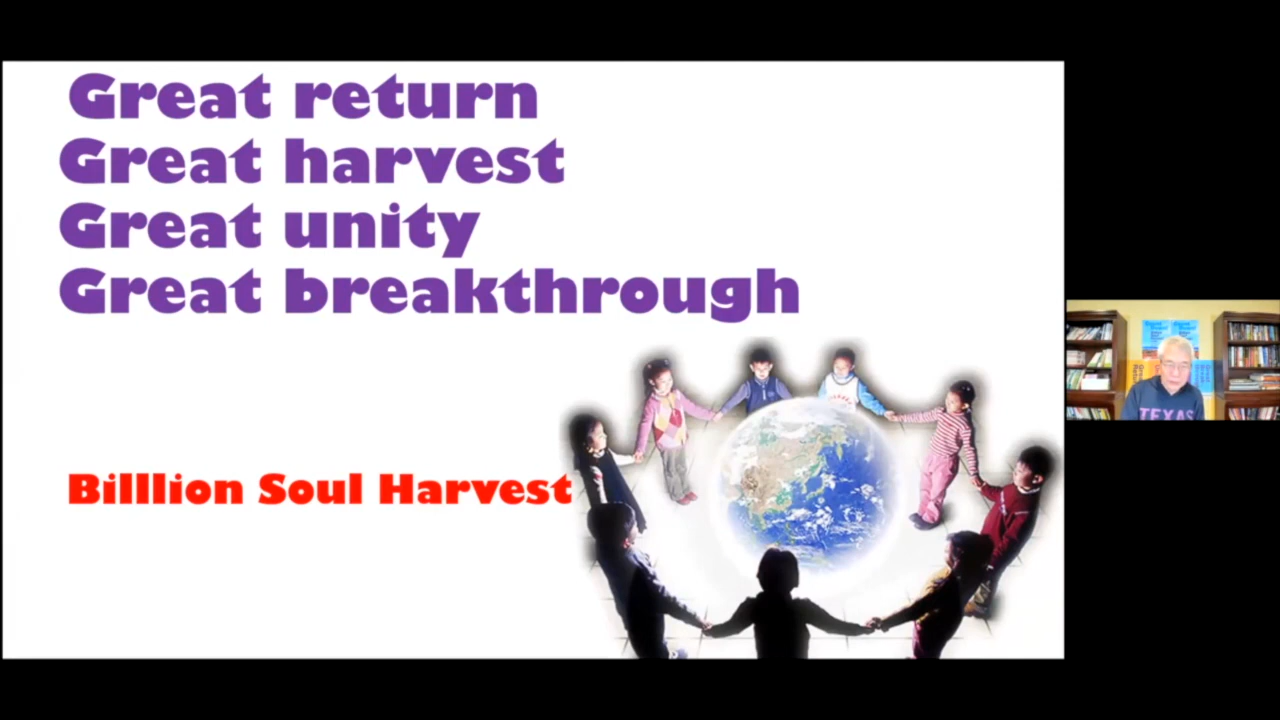 Great return
Great harvest
Great unity
Great breakthrough
Billlion Soul Harvest
TEXAS